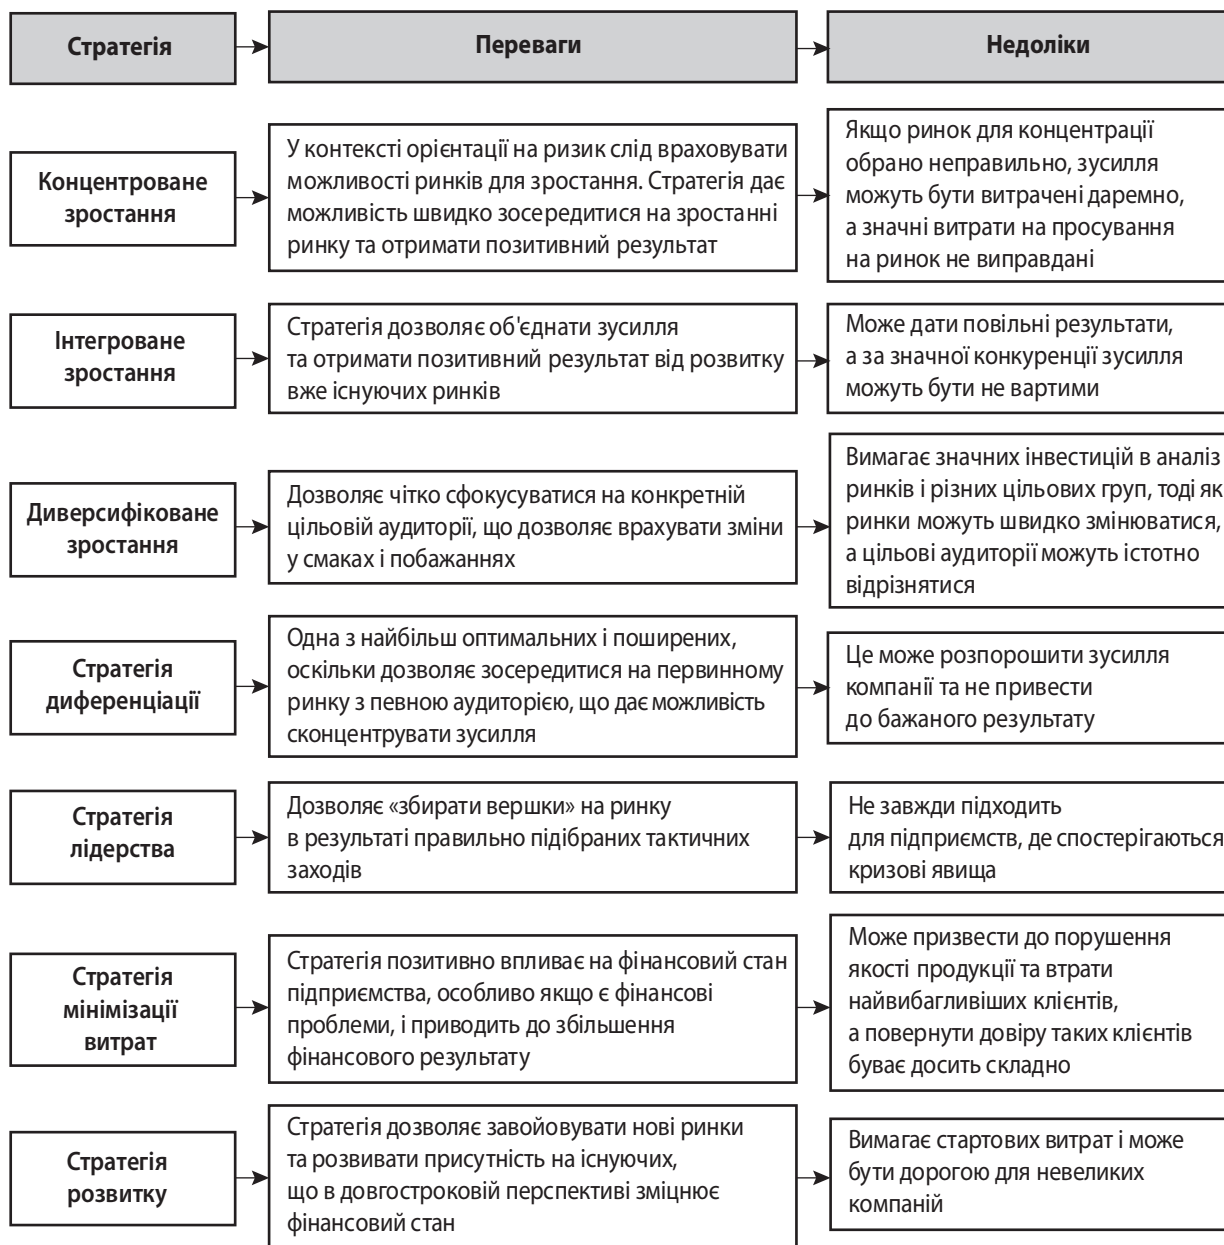 Стратегія
Переваги
Недоліки
Концентроване
зростання
У контексті орієнтації на ризик слід враховувати
можливості ринків для зростання. Стратегія дає
можливість швидко зосередитися на зростанні
ринку та отримати позитивний результат
Якщо ринок для концентрації
обрано неправильно, зусилля
можуть бути витрачені даремно,
а значні витрати на просування
на ринок не виправдані
Інтегроване
зростання
Стратегія дозволяє об'єднати зусилля
та отримати позитивний результат від розвитку
вже існуючих ринків
Може дати повільні результати,
а за значної конкуренції зусилля
можуть бути не вартими
Диверсифіковане
зростання
Дозволяє чітко сфокусуватися на конкретній
цільовій аудиторії, що дозволяє врахувати зміни
у смаках і побажаннях
Вимагає значних інвестицій в аналіз
ринків і різних цільових груп, тоді як
ринки можуть швидко змінюватися,
а цільові аудиторії можуть істотно
відрізнятися
Стратегія
диференціації
Одна з найбільш оптимальних і поширених,
оскільки дозволяє зосередитися на первинному
ринку з певною аудиторією, що дає можливість
сконцентрувати зусилля
Це може розпорошити зусилля
компанії та не привести
до бажаного результату
Стратегія
лідерства
Дозволяє «збирати вершки» на ринку
в результаті правильно підібраних тактичних
заходів
Не завжди підходить
для підприємств, де спостерігаються
кризові явища
Стратегія
мінімізації
витрат
Стратегія позитивно впливає на фінансовий стан
підприємства, особливо якщо є фінансові
проблеми, і приводить до збільшення
фінансового результату
Може призвести до порушення
якості продукції та втрати
найвибагливіших клієнтів,
а повернути довіру таких клієнтів
буває досить складно
Стратегія
розвитку
Стратегія дозволяє завойовувати нові ринки
та розвивати присутність на існуючих,
що в довгостроковій перспективі зміцнює
фінансовий стан
Вимагає стартових витрат і може
бути дорогою для невеликих
компаній